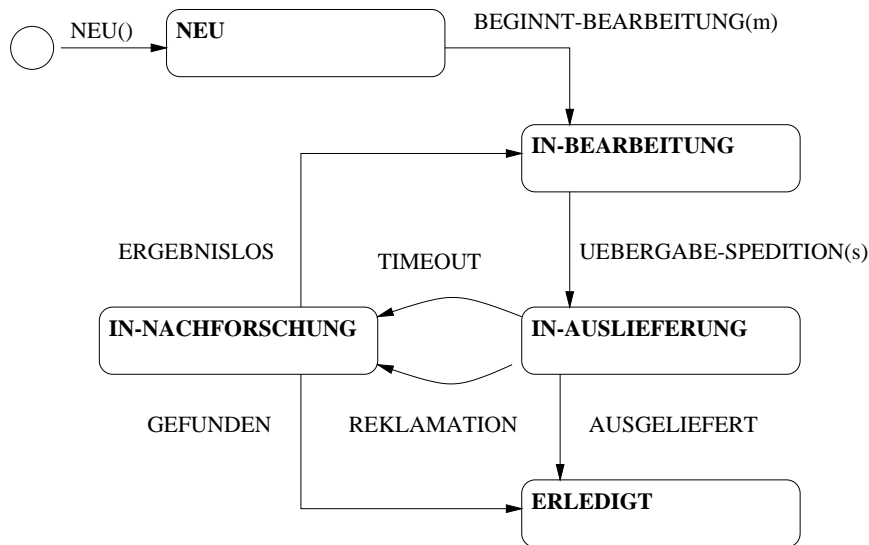 BEGINNT-BEARBEITUNG(m)
NEU()
NEU
IN-BEARBEITUNG
ERGEBNISLOS
TIMEOUT
UEBERGABE-SPEDITION(s)
IN-NACHFORSCHUNG
IN-AUSLIEFERUNG
GEFUNDEN
REKLAMATION
AUSGELIEFERT
ERLEDIGT